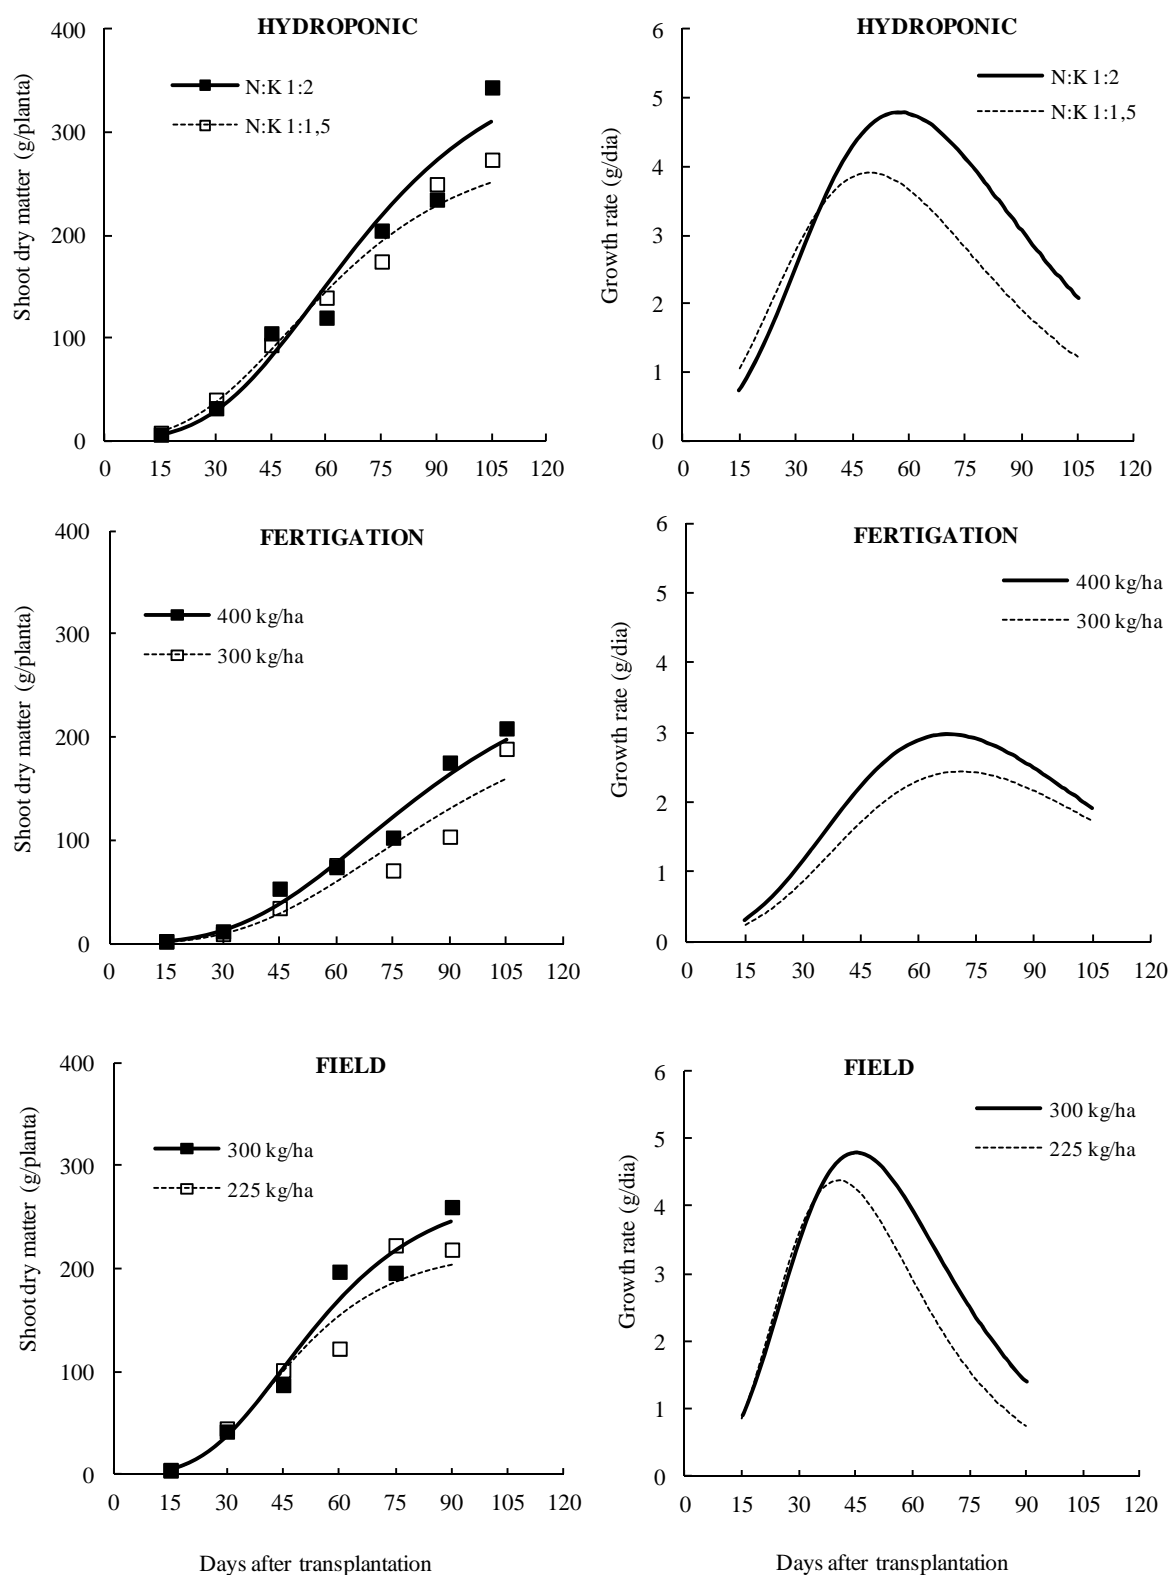 HYDROPONIC
400
300
200
100
0
Shoot dry matter (g/planta)
N:K 1:2
N:K 1:1,5
0 15 30 45 60 75 90 105 120
HYDROPONIC
6
5
4
3
2
1
0
Growth rate (g/dia)
N:K 1:2
N:K 1:1,5
0 15 30 45 60 75 90 105 120
FERTIGATION
400
300
200
100
0
Shoot dry matter (g/planta)
400 kg/ha
300 kg/ha
0 15 30 45 60 75 90 105 120
FERTIGATION
6
5
4
3
2
1
0
Growth rate (g/dia)
400 kg/ha
300 kg/ha
0 15 30 45 60 75 90 105 120
FIELD
400
300
200
100
0
Shoot dry matter (g/planta)
300 kg/ha
225 kg/ha
0 15 30 45 60 75 90 105 120
Days after transplantation
FIELD
6
5
4
3
2
1
0
Growth rate (g/dia)
300 kg/ha
225 kg/ha
0 15 30 45 60 75 90 105 120
Days after transplantation